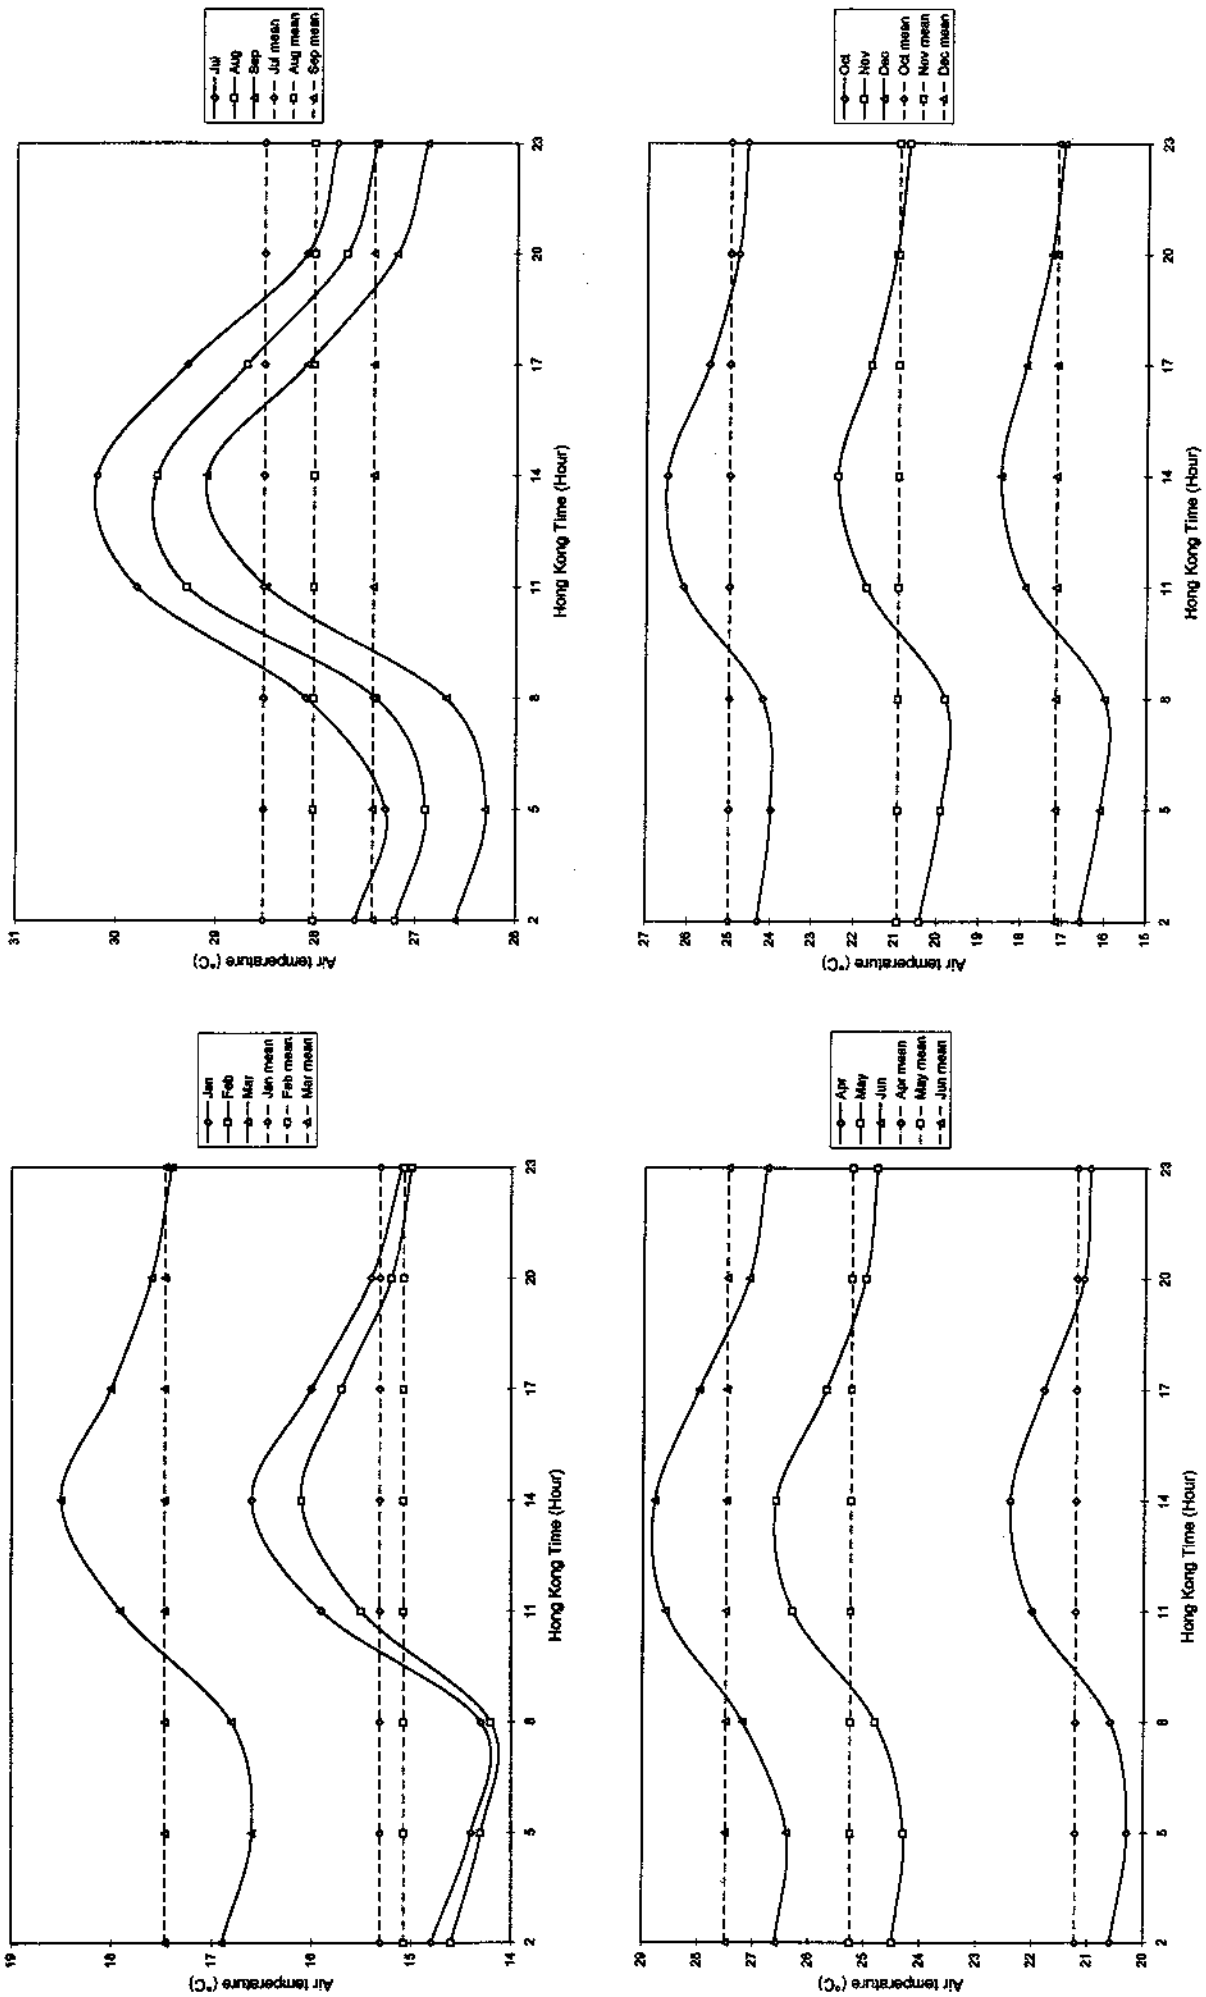 Jan
Feb
Mar
Jan mean
Feb mean
Mar mean
Air temperature (°C)
19
18
17
16
15
14
2 5 8 11 14 17 20 23
Hong Kong Time (Hour)
Jul
Aug
Sep
Jul mean
Aug mean
Sep mean
Air temperature (°C)
31
30
29
28
27
26
2 5 8 11 14 17 20 23
Hong Kong Time (Hour)
Apr
May
Jun
Apr mean
May mean
Jun mean
Air temperature (°C)
29
28
27
26
25
24
23
22
21
20
2 5 8 11 14 17 20 23
Hong Kong Time (Hour)
Oct
Nov
Dec
Oct mean
Nov mean
Dec mean
Air temperature (°C)
27
26
25
24
23
22
21
20
19
18
17
16
15
2 5 8 11 14 17 20 23
Hong Kong Time (Hour)